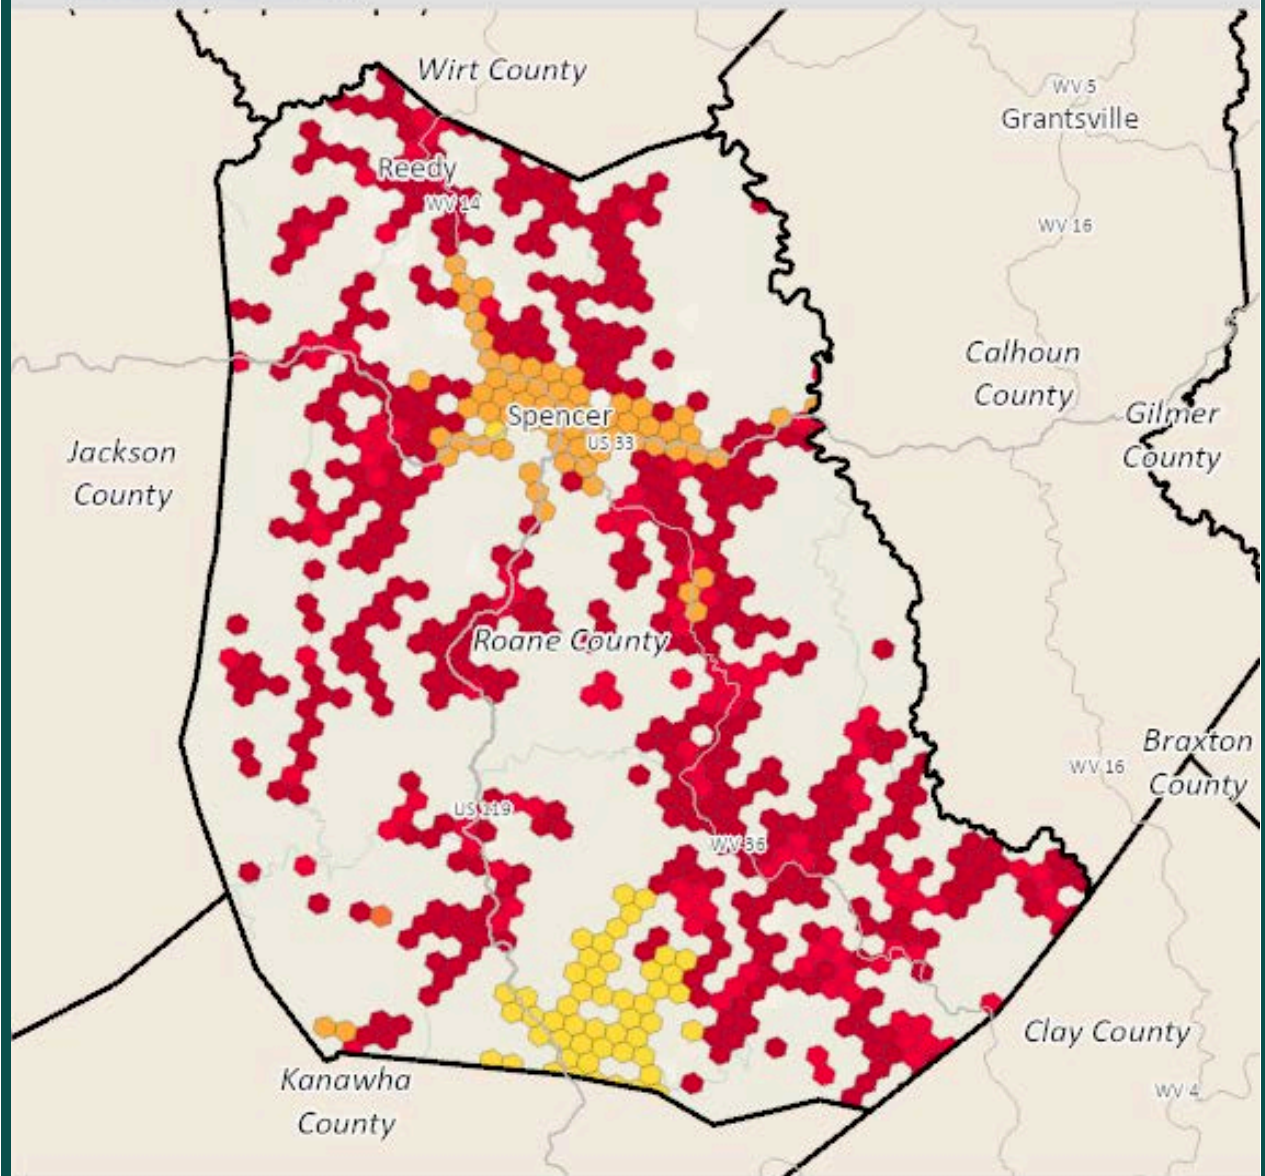 Wirt County
WV 5
Grantsville
Reedy
WV 14
WV 16
Calhoun
County
Gilmer
County
Spencer
US 33
Jackson
County
Roane County
Braxton
County
WV 16
US 119
WV 36
Clay County
Kanawha
County
WV 4